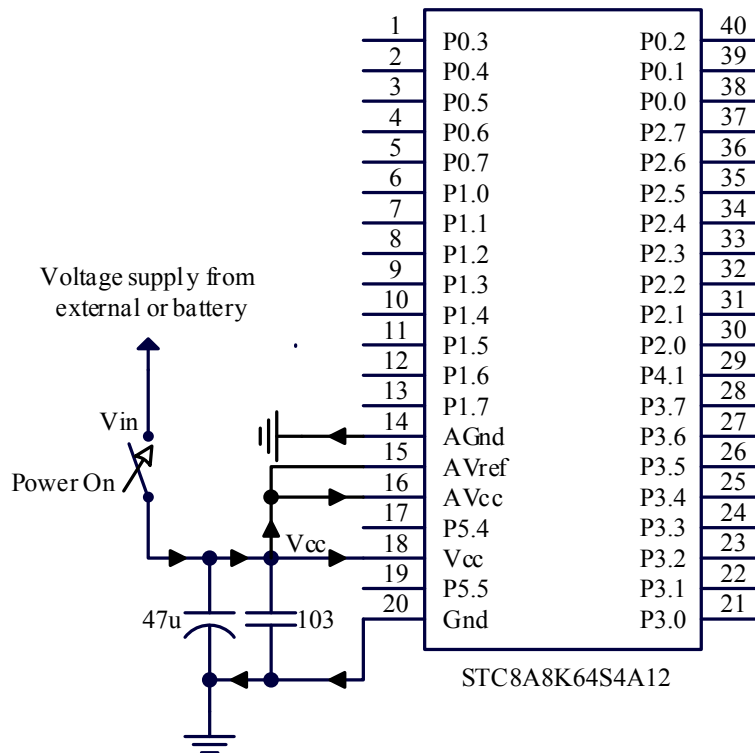 1 P0.3 P0.2 40
2 P0.4 P0.1 39
3 P0.5 P0.0 38
4 P0.6 P2.7 37
5 P0.7 P2.6 36
6 P1.0 P2.5 35
7 P1.1 P2.4 34
8 P1.2 P2.3 33
9 P1.3 P2.2 32
10 P1.4 P2.1 31
11 P1.5 P2.0 30
12 P1.6 P4.1 29
13 P1.7 P3.7 28
14 AGnd P3.6 27
15 AVref P3.5 26
16 AVcc P3.4 25
17 P5.4 P3.3 24
18 Vcc P3.2 23
19 P5.5 P3.1 22
20 Gnd P3.0 21
STC8A8K64S4A12
Voltage supply from
external or battery
Vin
Power On
Vcc
47u
103